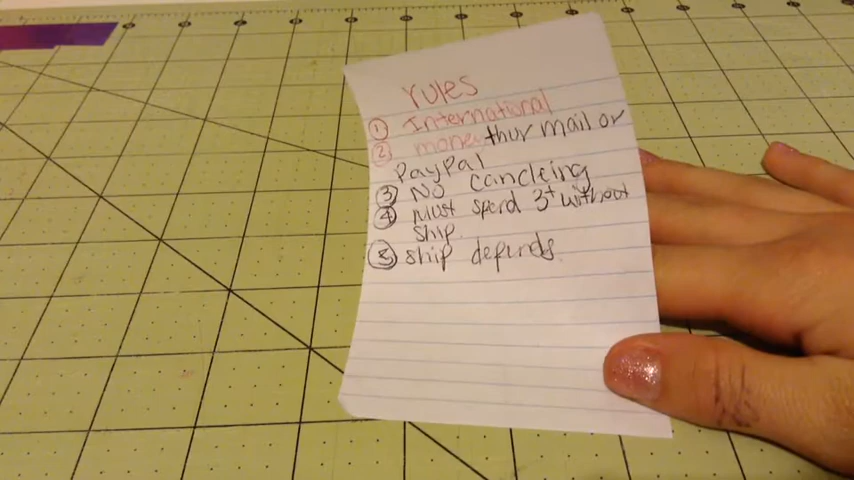 rules
① International
② money thur mail or
PayPal
③ No cancleing
④ Must spend 3+ without
ship
⑤ ship depends